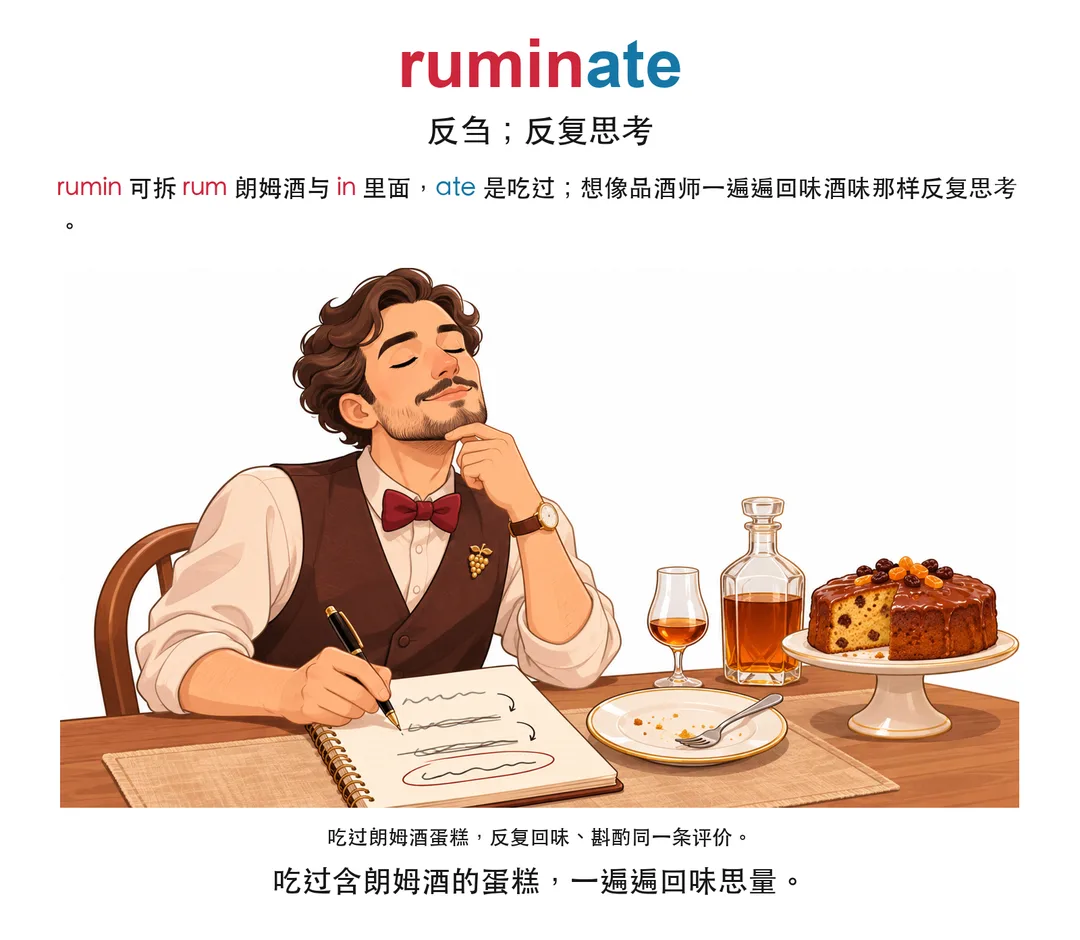 ruminate
反刍；反复思考
rumin 可拆 rum 朗姆酒与 in 里面，ate 是吃过；想像品酒师一遍遍回味酒味那样反复思考
。
吃过朗姆酒蛋糕，反复回味、斟酌同一条评价。
吃过含朗姆酒的蛋糕，一遍遍回味思量。